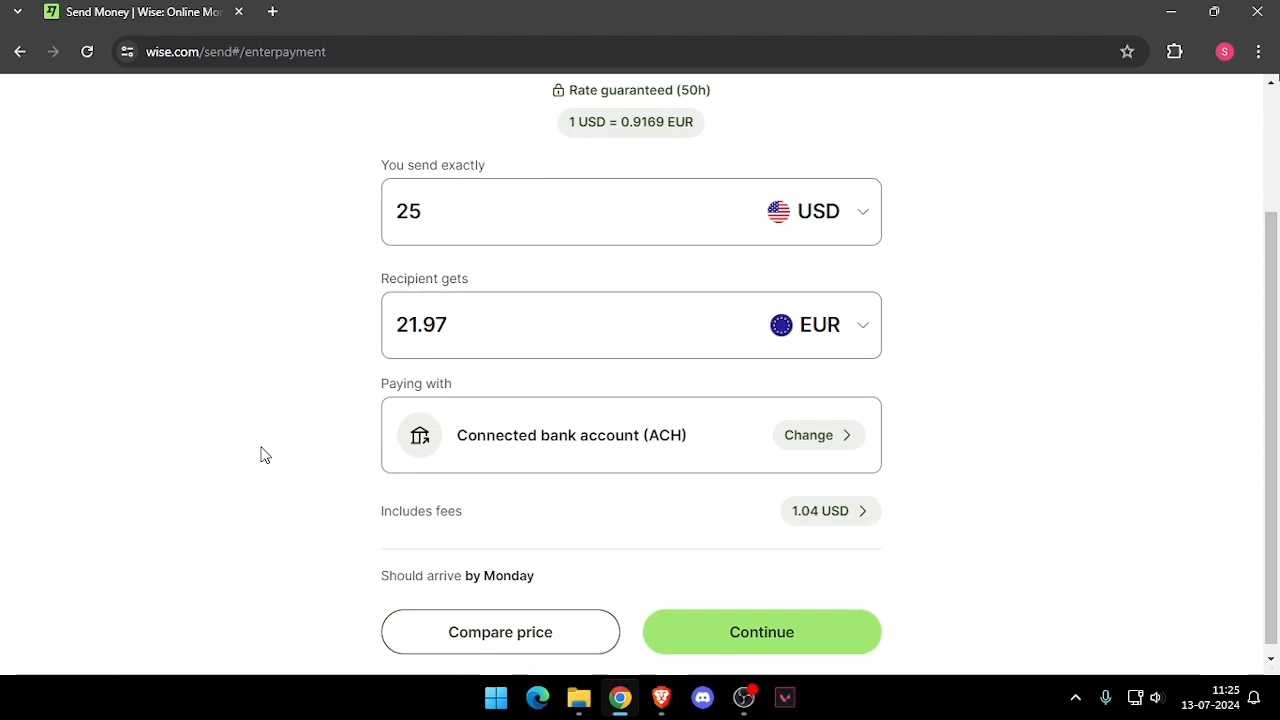 Send Money | Wise: Online Mon
wise.com/send#/enterpayment
S
Rate guaranteed (50h)
1 USD = 0.9169 EUR
You send exactly
25 USD
Recipient gets
21.97 EUR
Paying with
Connected bank account (ACH) Change
Includes fees 1.04 USD
Should arrive by Monday
Compare price Continue
11:25
13-07-2024